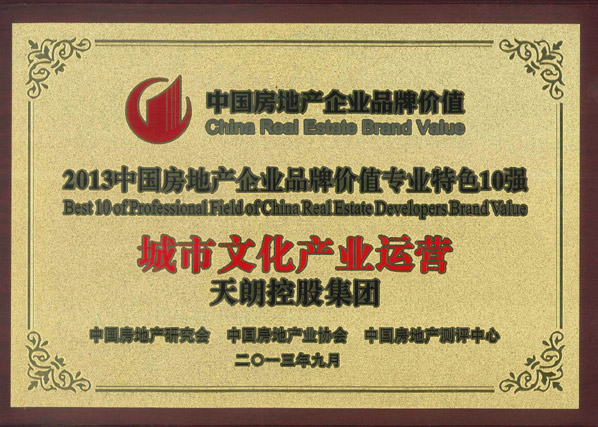 中国房地产企业品牌价值
China Real Estate Brand Value
2013中国房地产企业品牌价值专业特色10强
Best 10 of Professional Field of China Real Estate Developers Brand Value
城市文化产业运营
天朗控股集团
中国房地产研究会 中国房地产业协会 中国房地产测评中心
二〇一三年九月